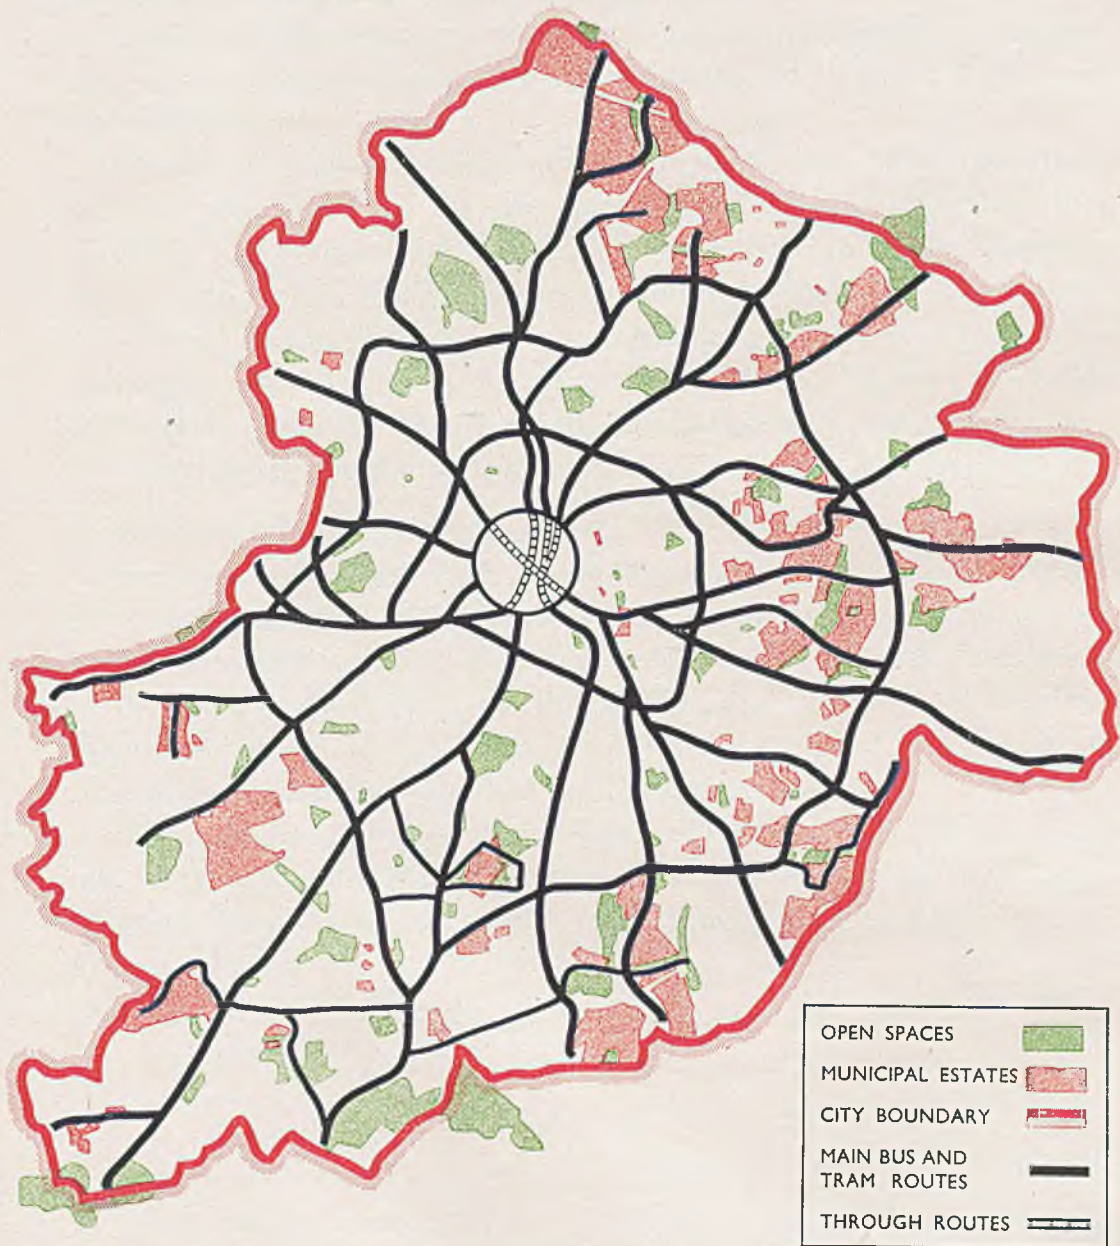 OPEN SPACES
MUNICIPAL ESTATES
CITY BOUNDARY
MAIN BUS AND
TRAM ROUTES
THROUGH ROUTES